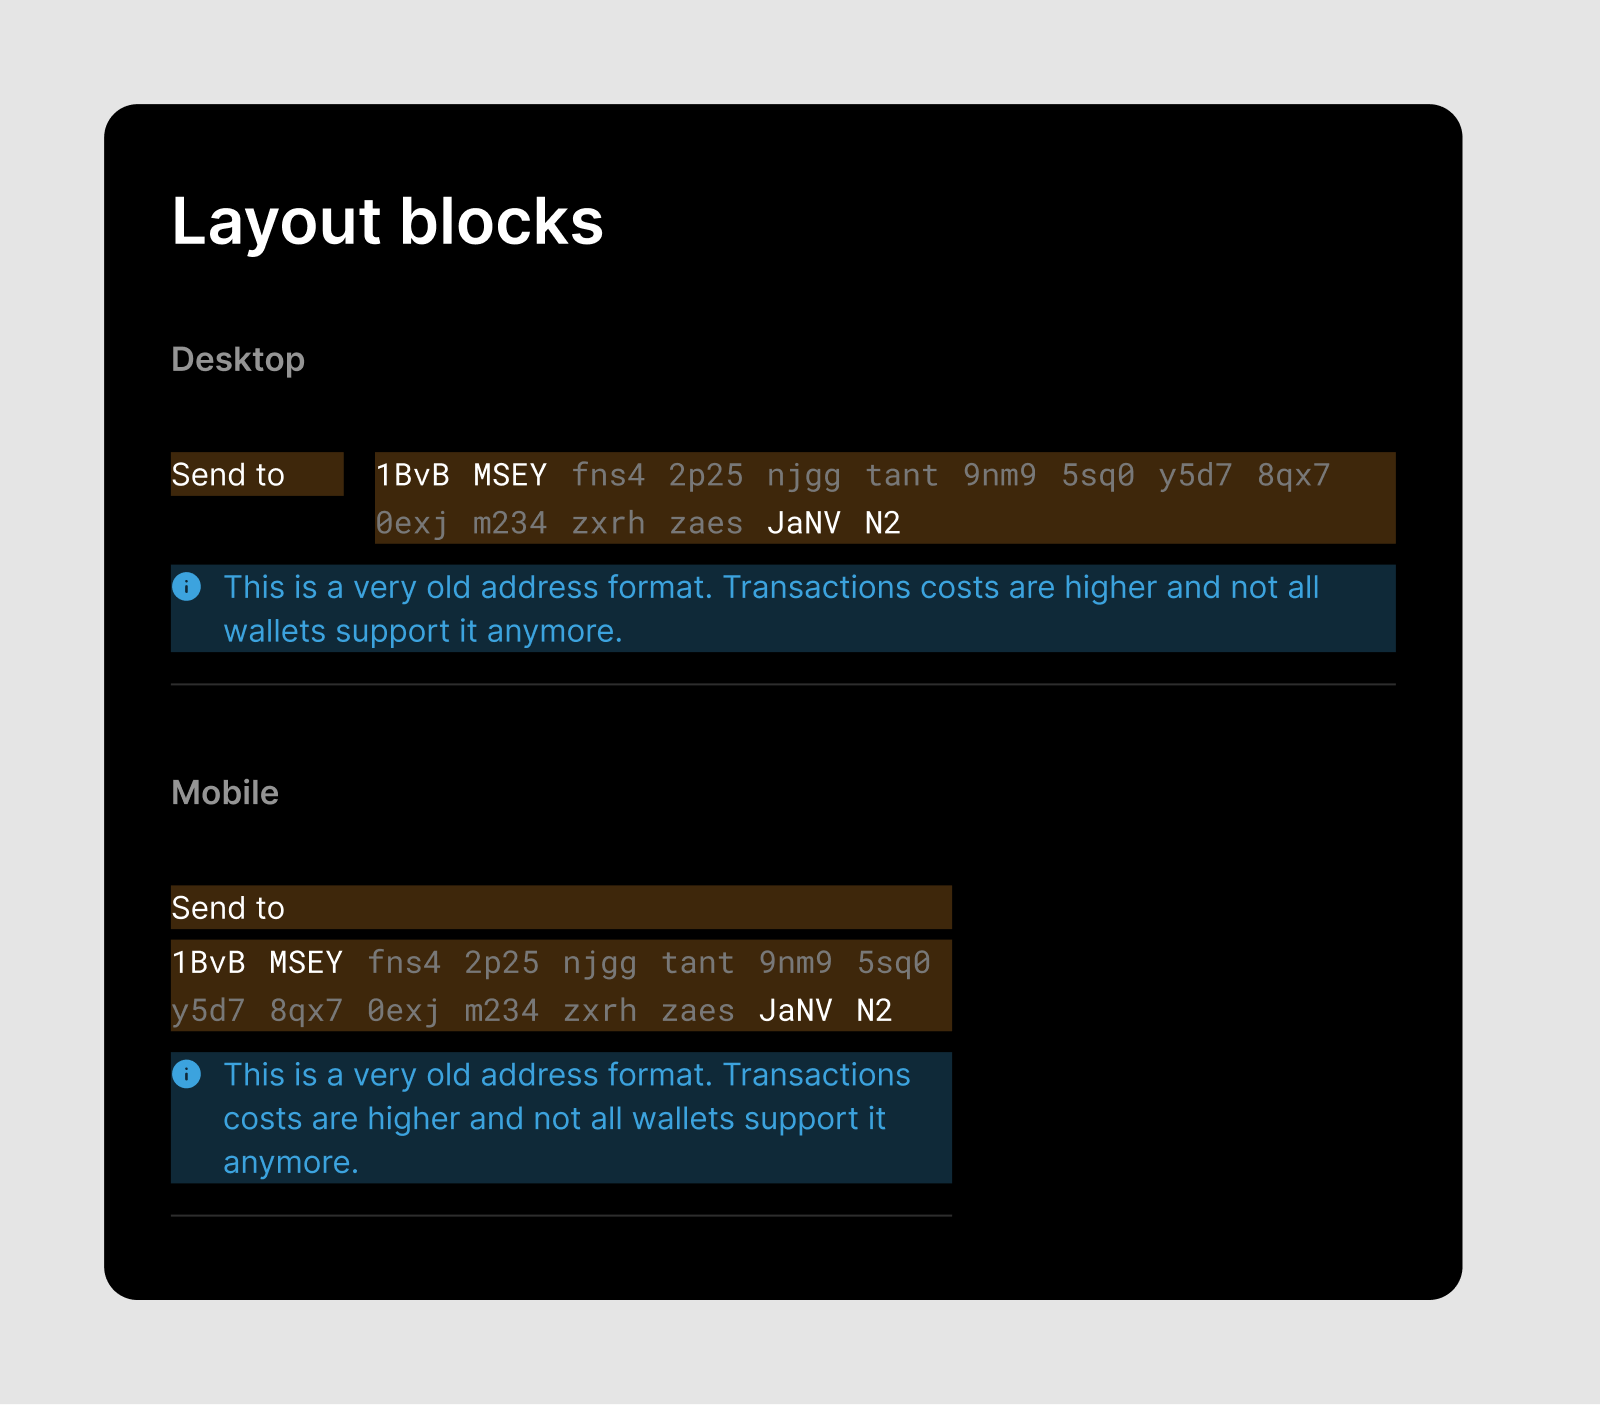 Layout blocks
Desktop
Send to 1BvB MSEY fns4 2p25 njgg tant 9nm9 5sq0 y5d7 8qx7
0exj m234 zxrh zaes JaNV N2
This is a very old address format. Transactions costs are higher and not all
wallets support it anymore.
Mobile
Send to
1BvB MSEY fns4 2p25 njgg tant 9nm9 5sq0
y5d7 8qx7 0exj m234 zxrh zaes JaNV N2
This is a very old address format. Transactions
costs are higher and not all wallets support it
anymore.